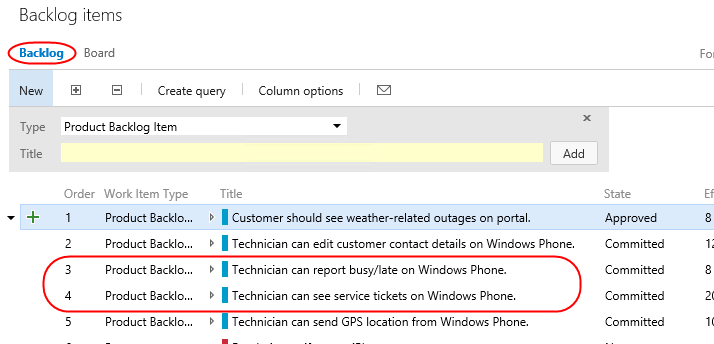 Backlog items
Backlog Board For
New Create query Column options
Type Product Backlog Item
Title Add
Order Work Item Type Title State Ef
1 Product Backlo... Customer should see weather-related outages on portal. Approved 8
2 Product Backlo... Technician can edit customer contact details on Windows Phone. Committed 12
3 Product Backlo... Technician can report busy/late on Windows Phone. Committed 8
4 Product Backlo... Technician can see service tickets on Windows Phone. Committed 20
5 Product Backlo... Technician can send GPS location from Windows Phone. Committed 10